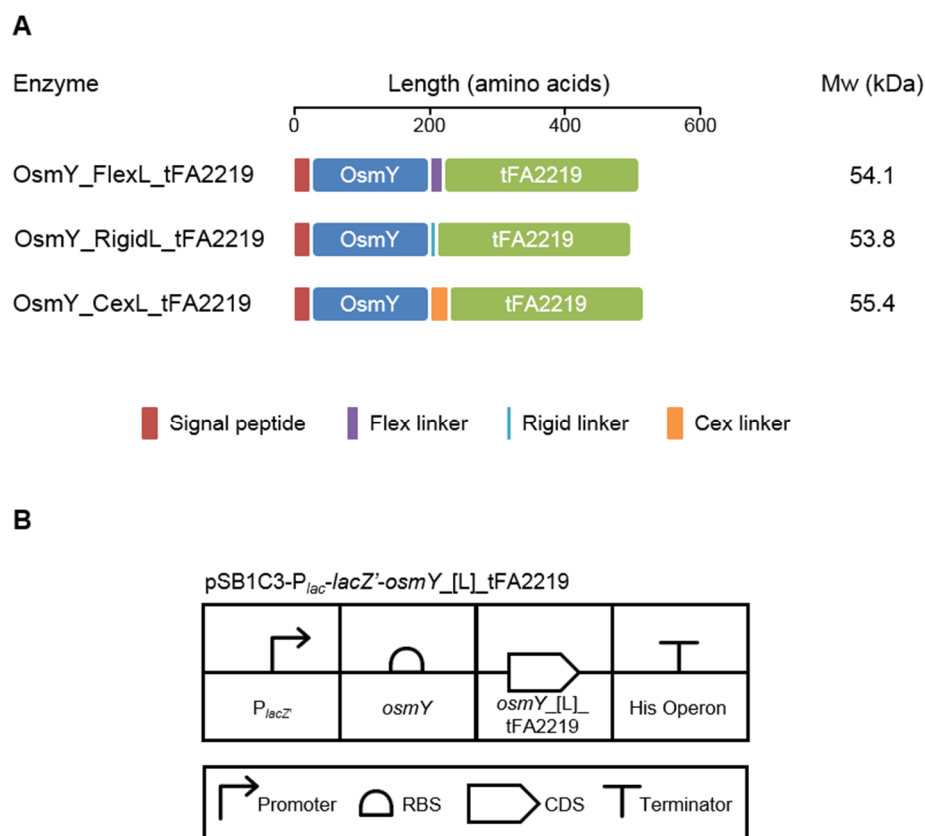 A
Enzyme Length (amino acids) Mw (kDa)
0 200 400 600
OsmY_FlexL_tFA2219 OsmY tFA2219 54.1
OsmY_RigidL_tFA2219 OsmY tFA2219 53.8
OsmY_CexL_tFA2219 OsmY tFA2219 55.4
Signal peptide Flex linker Rigid linker Cex linker
B
pSB1C3-Plac-lacZ'-osmY_[L]_tFA2219
PlacZ' osmY osmY_[L]_ His Operon
tFA2219
Promoter RBS CDS Terminator